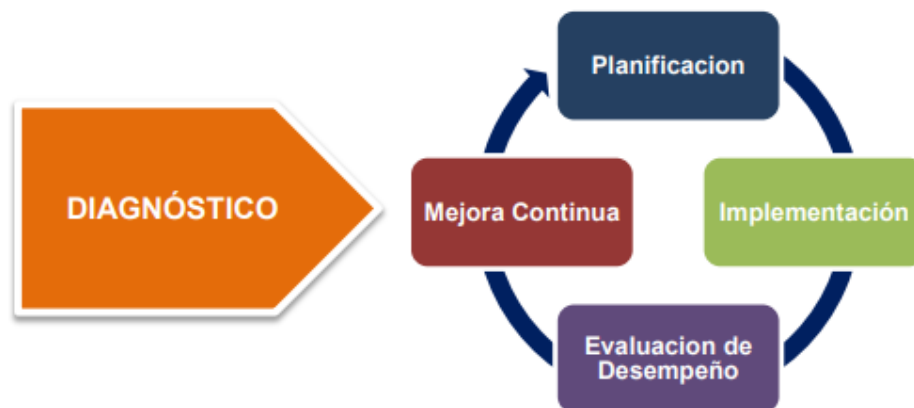 DIAGNÓSTICO
Planificacion
Implementación
Evaluacion de
Desempeño
Mejora Continua